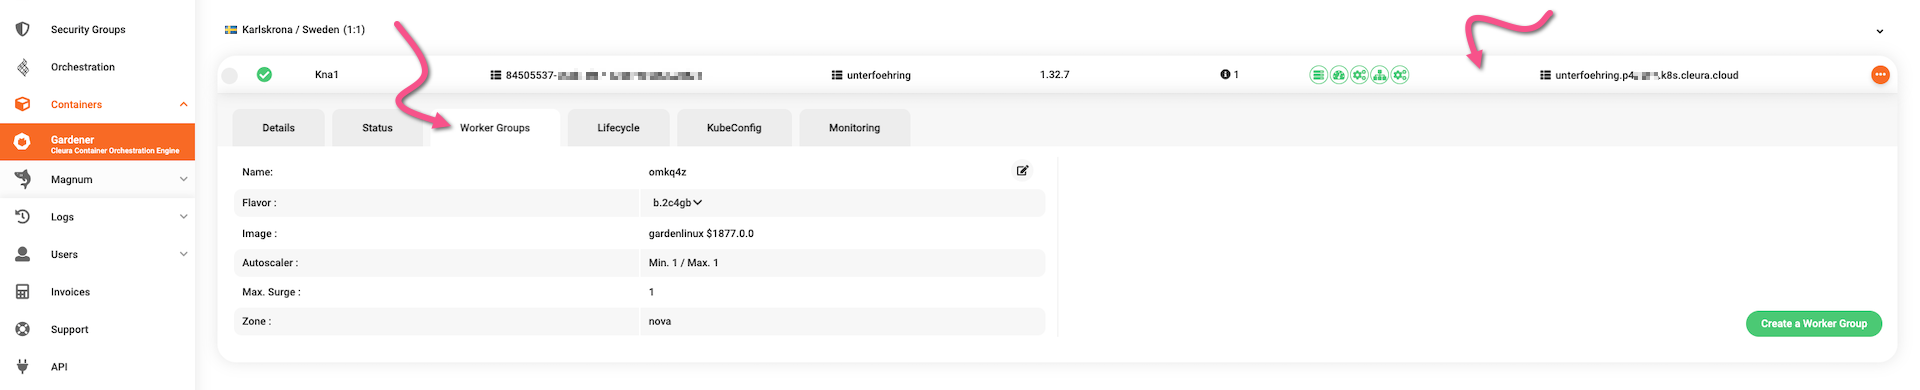 Security Groups
Orchestration
Containers
Gardener
Cleura Container Orchestration Engine
Magnum
Logs
Users
Invoices
Support
API
Karlskrona / Sweden (1:1)
Kna1 84505537- unterfoehring 1.32.7 1 unterfoehring.p4 .k8s.cleura.cloud
Details Status Worker Groups Lifecycle KubeConfig Monitoring
Name: omkq4z
Flavor : b.2c4gb
Image : gardenlinux $1877.0.0
Autoscaler : Min. 1 / Max. 1
Max. Surge : 1
Zone : nova
Create a Worker Group